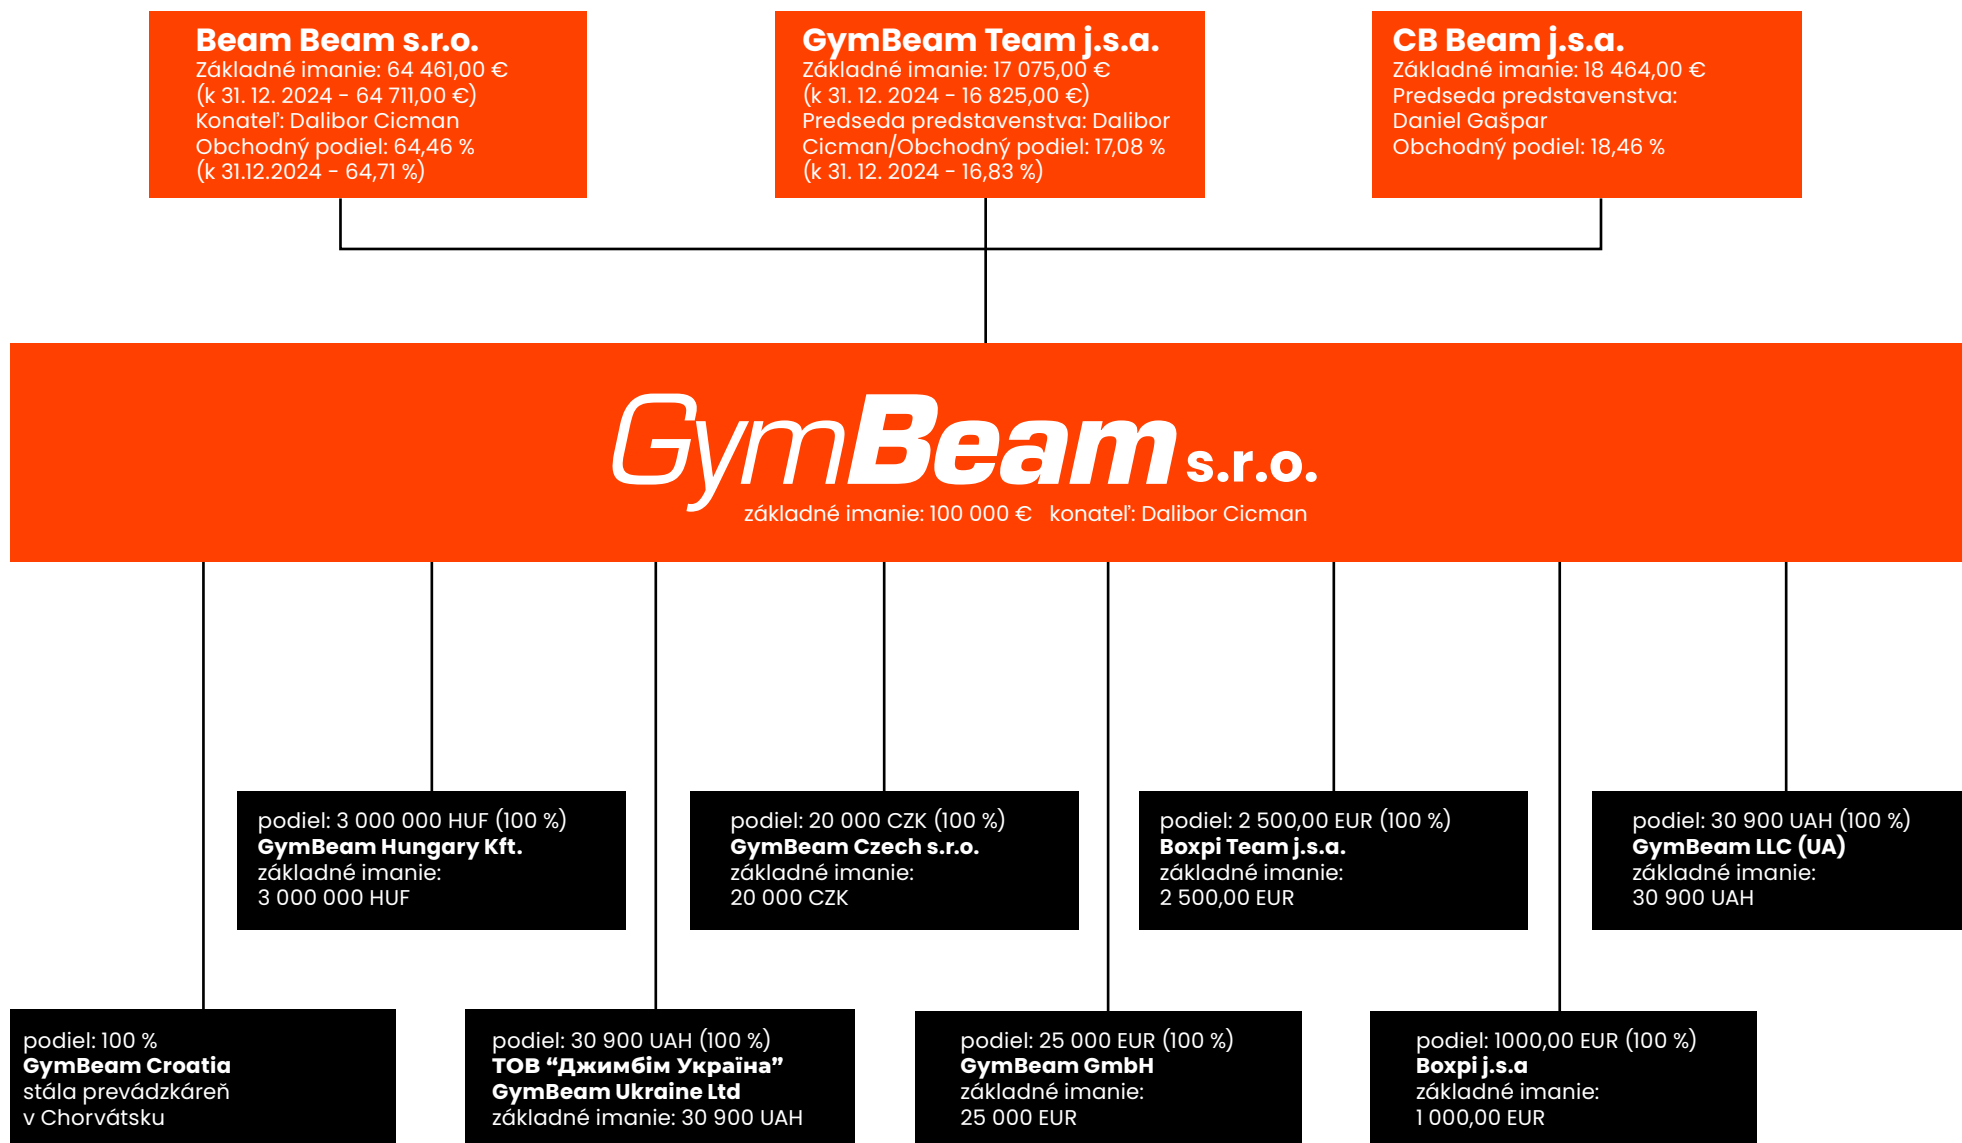 Beam Beam s.r.o.
Základné imanie: 64 461,00 €
(k 31. 12. 2024 - 64 711,00 €)
Konateľ: Dalibor Cicman
Obchodný podiel: 64,46 %
(k 31.12.2024 - 64,71 %)
GymBeam Team j.s.a.
Základné imanie: 17 075,00 €
(k 31. 12. 2024 - 16 825,00 €)
Predseda predstavenstva: Dalibor
Cicman/Obchodný podiel: 17,08 %
(k 31. 12. 2024 - 16,83 %)
CB Beam j.s.a.
Základné imanie: 18 464,00 €
Predseda predstavenstva:
Daniel Gašpar
Obchodný podiel: 18,46 %
GymBeam s.r.o.
základné imanie: 100 000 € konateľ: Dalibor Cicman
podiel: 3 000 000 HUF (100 %)
GymBeam Hungary Kft.
základné imanie:
3 000 000 HUF
podiel: 20 000 CZK (100 %)
GymBeam Czech s.r.o.
základné imanie:
20 000 CZK
podiel: 2 500,00 EUR (100 %)
Boxpi Team j.s.a.
základné imanie:
2 500,00 EUR
podiel: 30 900 UAH (100 %)
GymBeam LLC (UA)
základné imanie:
30 900 UAH
podiel: 100 %
GymBeam Croatia
stála prevádzkáreň
v Chorvátsku
podiel: 30 900 UAH (100 %)
ТОВ “Джимбім Україна”
GymBeam Ukraine Ltd
základné imanie: 30 900 UAH
podiel: 25 000 EUR (100 %)
GymBeam GmbH
základné imanie:
25 000 EUR
podiel: 1000,00 EUR (100 %)
Boxpi j.s.a
základné imanie:
1 000,00 EUR